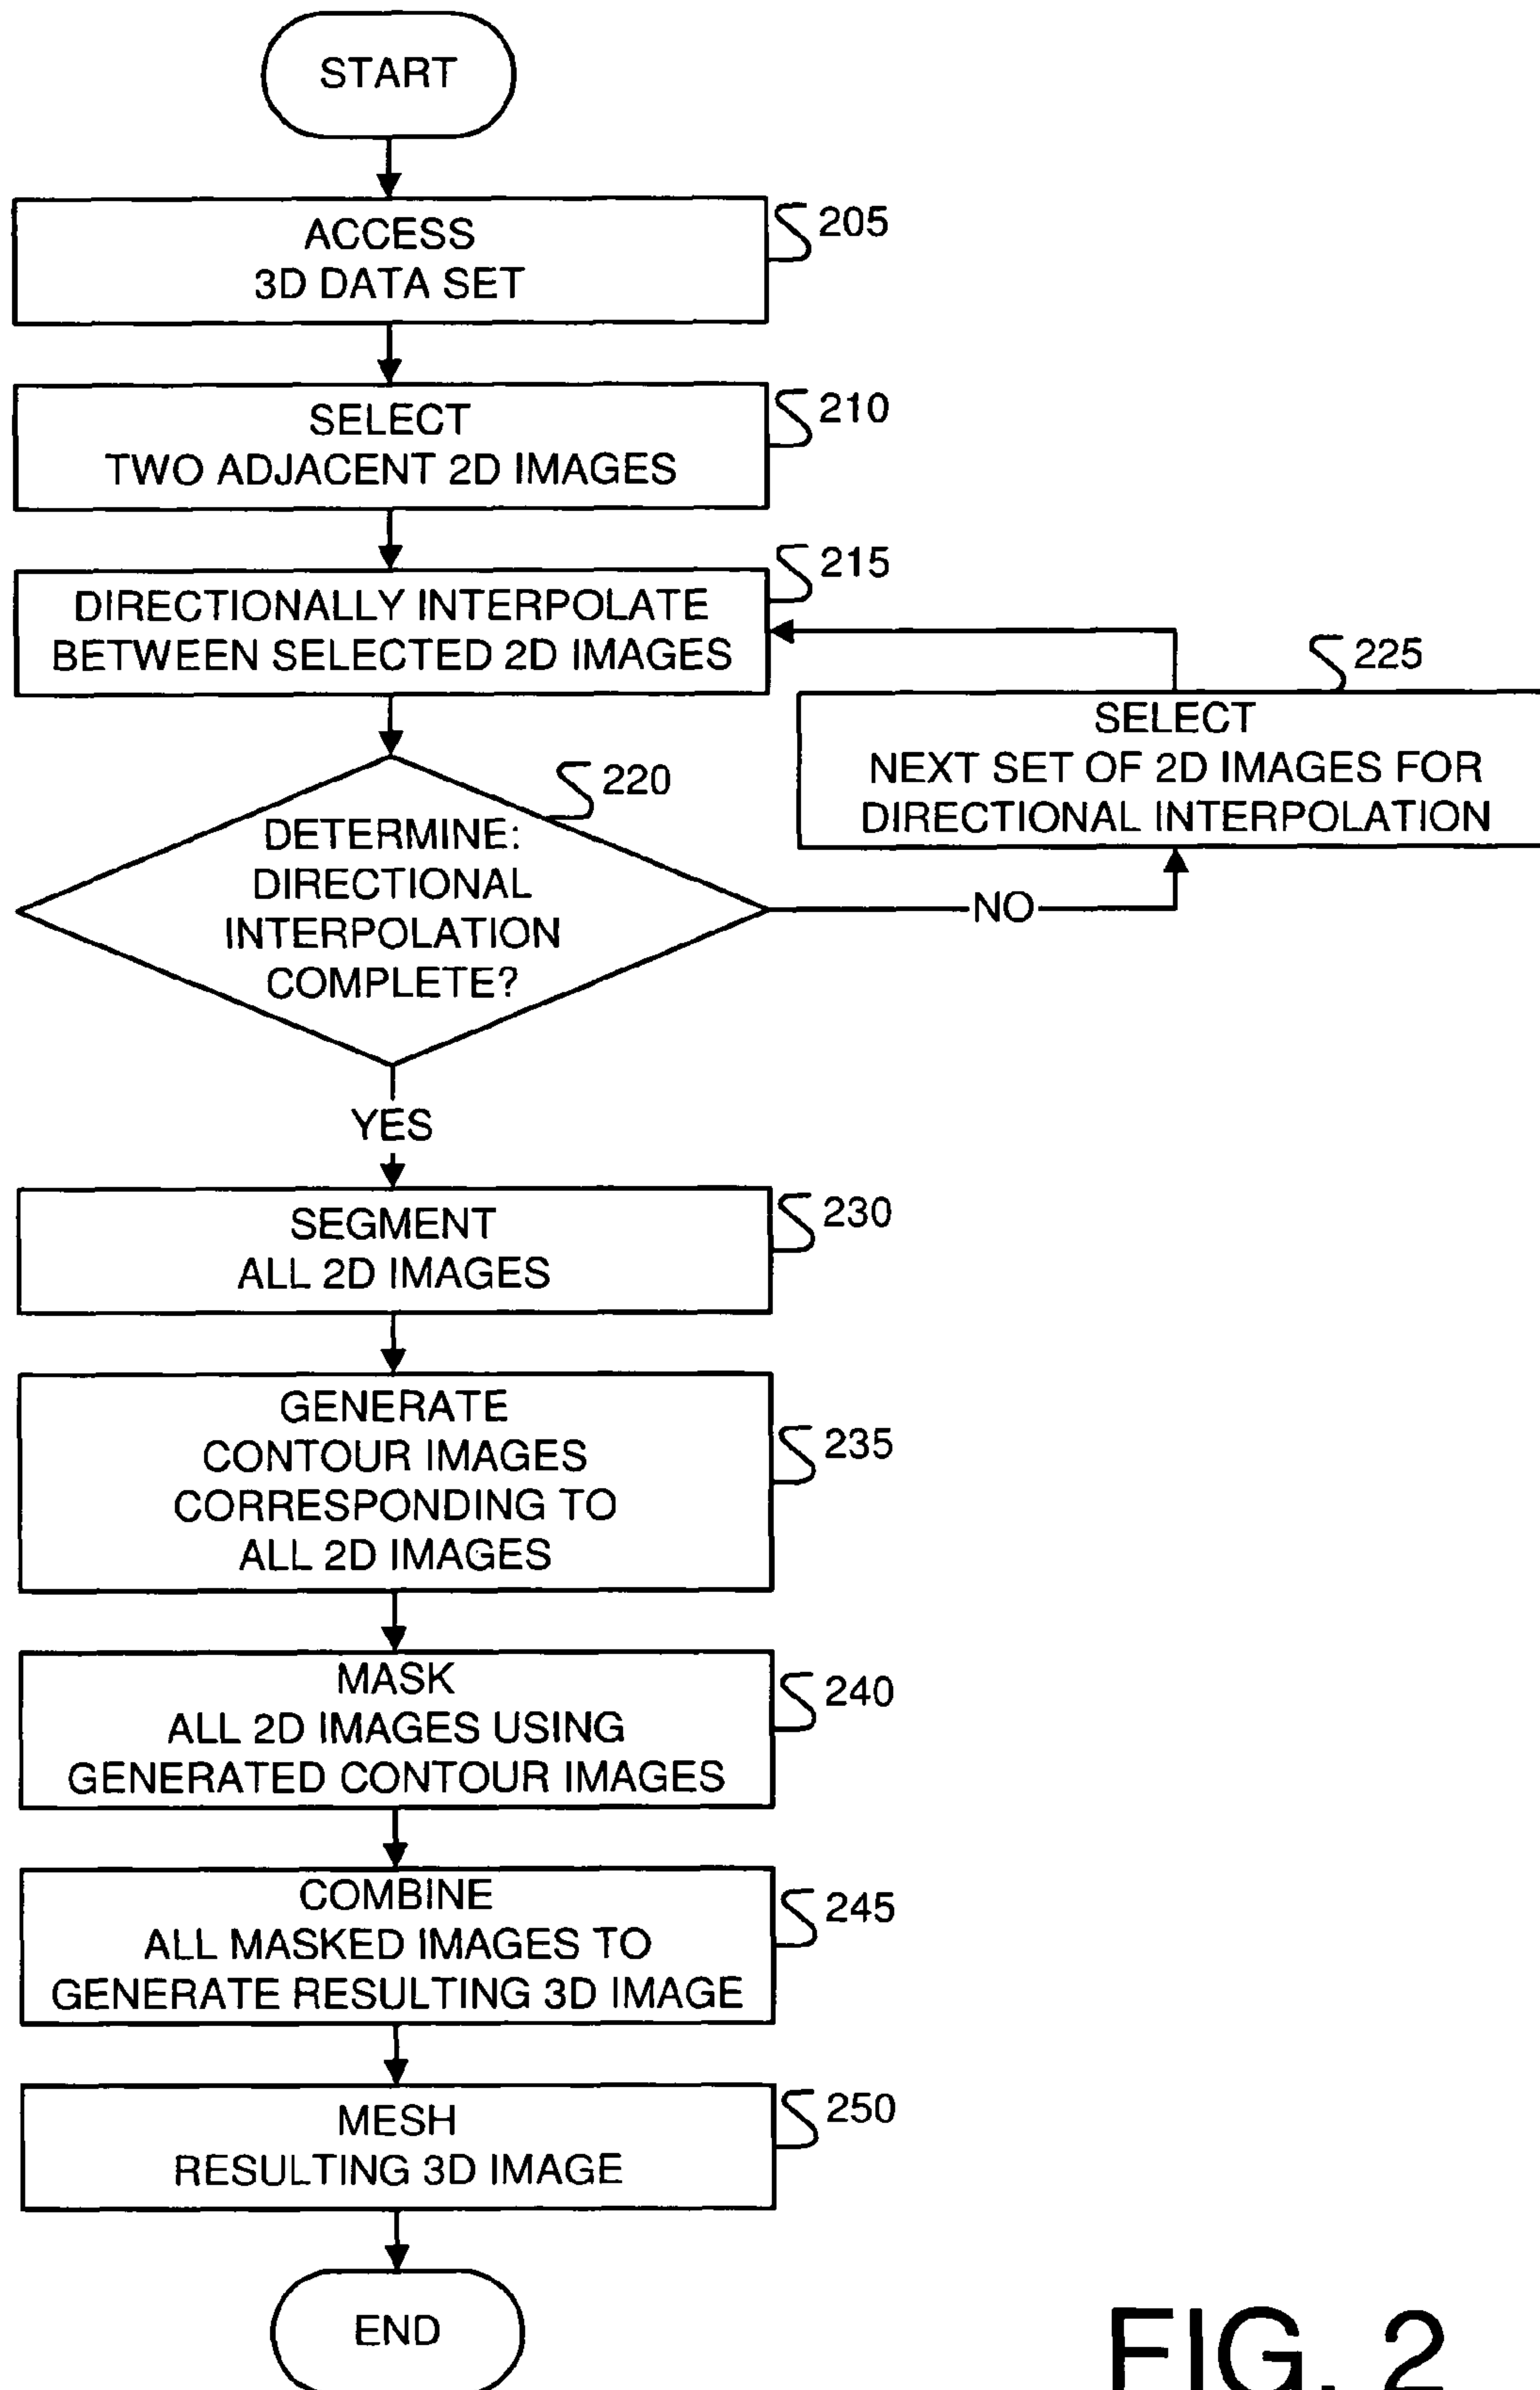 START
ACCESS
3D DATA SET
205
SELECT
TWO ADJACENT 2D IMAGES
210
DIRECTIONALLY INTERPOLATE
BETWEEN SELECTED 2D IMAGES
215
SELECT
NEXT SET OF 2D IMAGES FOR
DIRECTIONAL INTERPOLATION
225
DETERMINE:
DIRECTIONAL
INTERPOLATION
COMPLETE?
220
NO
YES
SEGMENT
ALL 2D IMAGES
230
GENERATE
CONTOUR IMAGES
CORRESPONDING TO
ALL 2D IMAGES
235
MASK
ALL 2D IMAGES USING
GENERATED CONTOUR IMAGES
240
COMBINE
ALL MASKED IMAGES TO
GENERATE RESULTING 3D IMAGE
245
MESH
RESULTING 3D IMAGE
250
END
FIG. 2